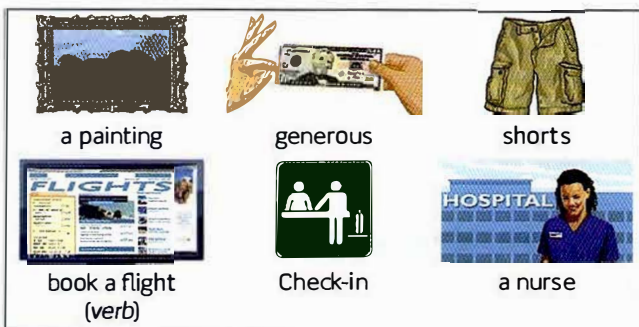 a painting
generous
shorts
FLIGHTS
HOSPITAL
book a flight
(verb)
Check-in
a nurse